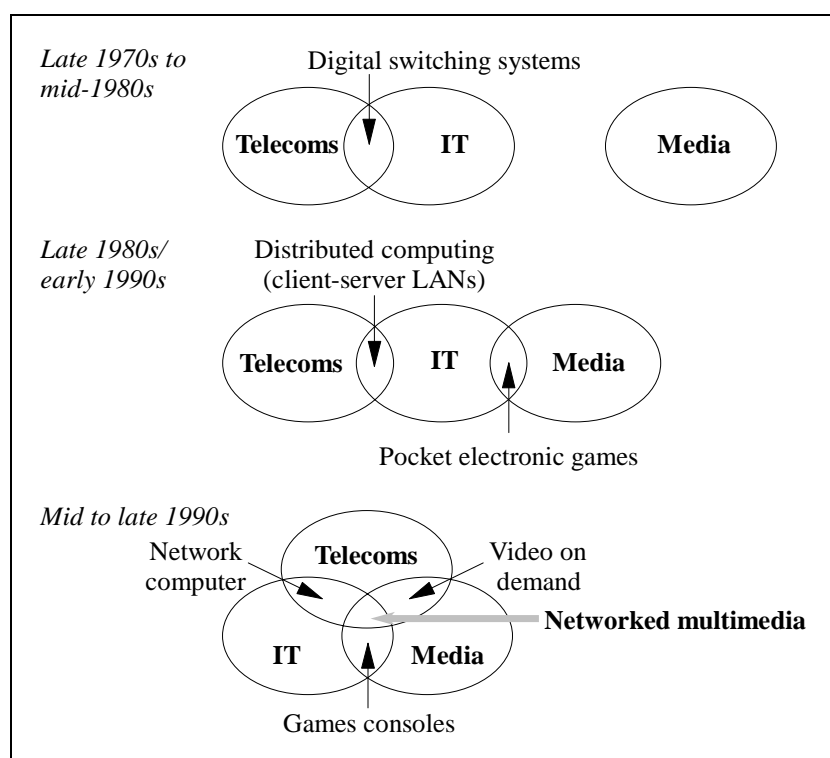 Late 1970s to
mid-1980s
Digital switching systems
Telecoms
IT
Media
Late 1980s/
early 1990s
Distributed computing
(client-server LANs)
Telecoms
IT
Media
Pocket electronic games
Mid to late 1990s
Network
computer
Telecoms
Video on
demand
Networked multimedia
IT
Media
Games consoles